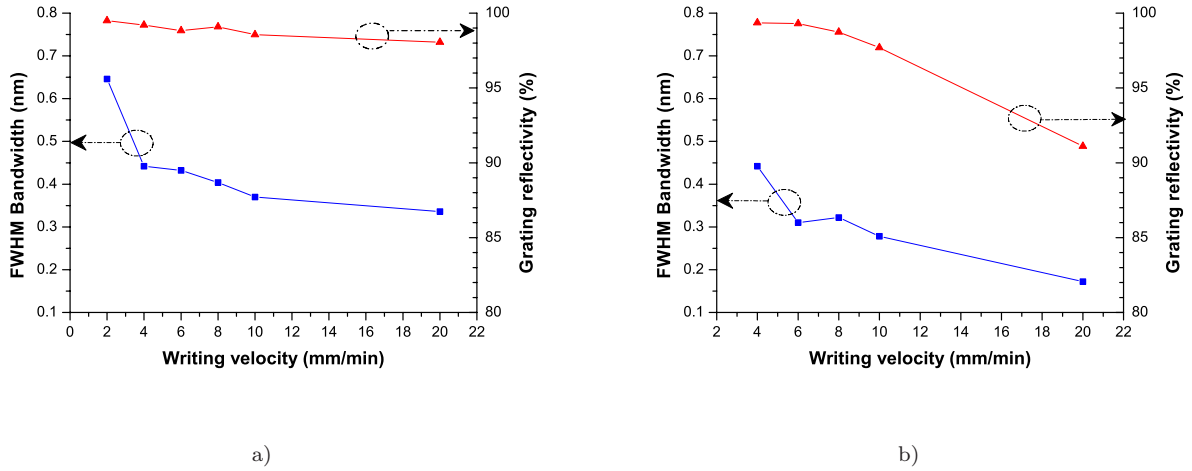 FWHM Bandwidth (nm)
0.8
0.7
0.6
0.5
0.4
0.3
0.2
0.1
0 2 4 6 8 10 12 14 16 18 20 22
Writing velocity (mm/min)
100
95
90
85
80
Grating reflectivity (%)
a)
FWHM Bandwidth (nm)
0.8
0.7
0.6
0.5
0.4
0.3
0.2
0.1
2 4 6 8 10 12 14 16 18 20 22
Writing velocity (mm/min)
100
95
90
85
80
Grating reflectivity (%)
b)